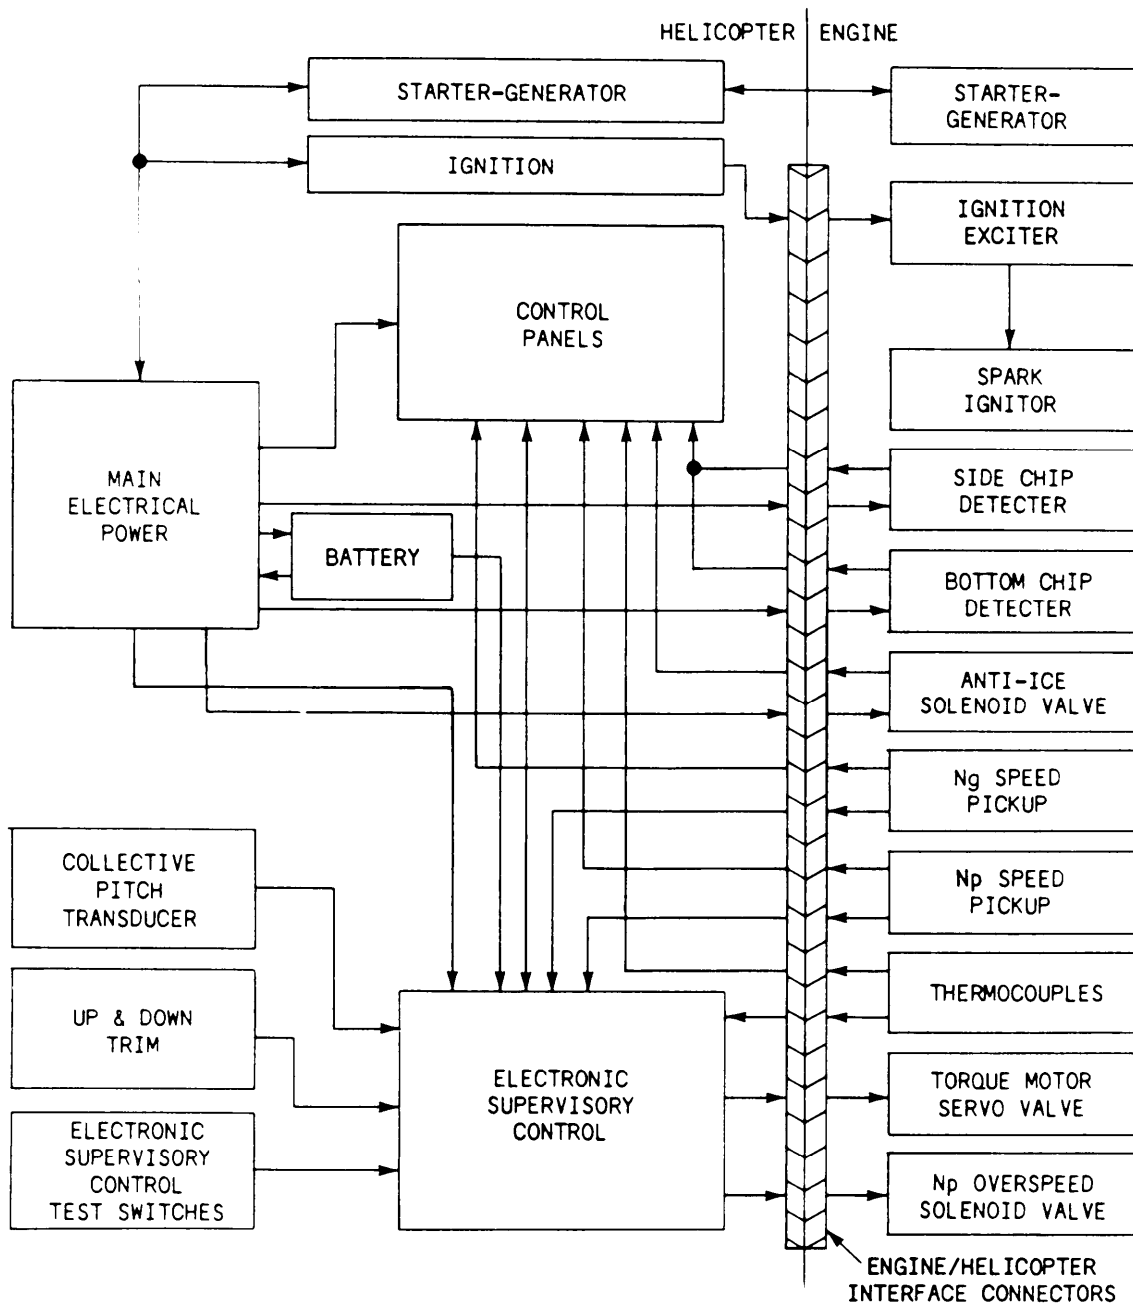 HELICOPTER
ENGINE
STARTER-GENERATOR
STARTER-
GENERATOR
IGNITION
IGNITION
EXCITER
CONTROL
PANELS
SPARK
IGNITOR
MAIN
ELECTRICAL
POWER
SIDE CHIP
DETECTER
BATTERY
BOTTOM CHIP
DETECTER
ANTI-ICE
SOLENOID VALVE
Ng SPEED
PICKUP
COLLECTIVE
PITCH
TRANSDUCER
Np SPEED
PICKUP
UP & DOWN
TRIM
THERMOCOUPLES
ELECTRONIC
SUPERVISORY
CONTROL
TORQUE MOTOR
SERVO VALVE
ELECTRONIC
SUPERVISORY
CONTROL
TEST SWITCHES
Np OVERSPEED
SOLENOID VALVE
ENGINE/HELICOPTER
INTERFACE CONNECTORS